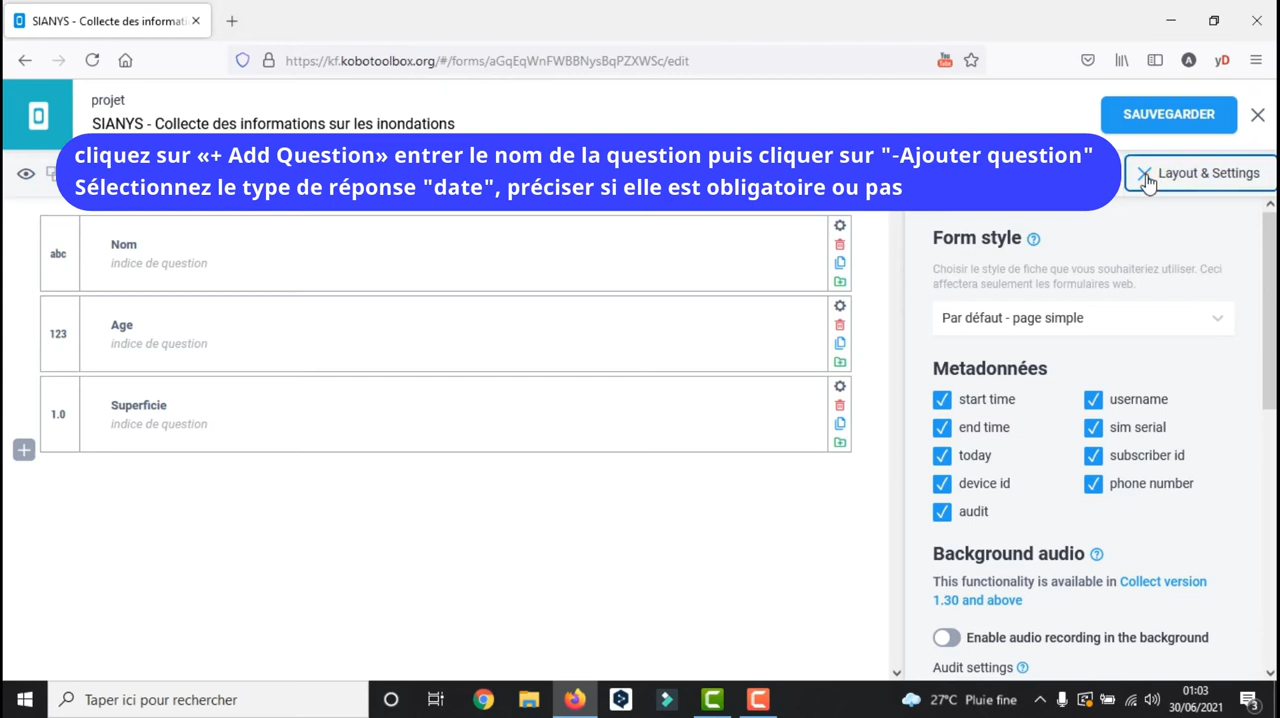 SIANYS - Collecte des informati
https://kf.kobotoolbox.org/#/forms/aGqEqWnFWBBNysBqPZXWSc/edit
You
Tube
A
yD
projet
SIANYS - Collecte des informations sur les inondations
SAUVEGARDER
cliquez sur «+ Add Question» entrer le nom de la question puis cliquer sur "-Ajouter question"
Sélectionnez le type de réponse "date", préciser si elle est obligatoire ou pas
Layout & Settings
abc
Nom
indice de question
123
Age
indice de question
1.0
Superficie
indice de question
Form style
Choisir le style de fiche que vous souhaiteriez utiliser. Ceci
affectera seulement les formulaires web.
Par défaut - page simple
Metadonnées
start time
username
end time
sim serial
today
subscriber id
device id
phone number
audit
Background audio
This functionality is available in Collect version
1.30 and above
Enable audio recording in the background
Audit settings
Taper ici pour rechercher
27°C Pluie fine
01:03
30/06/2021
3